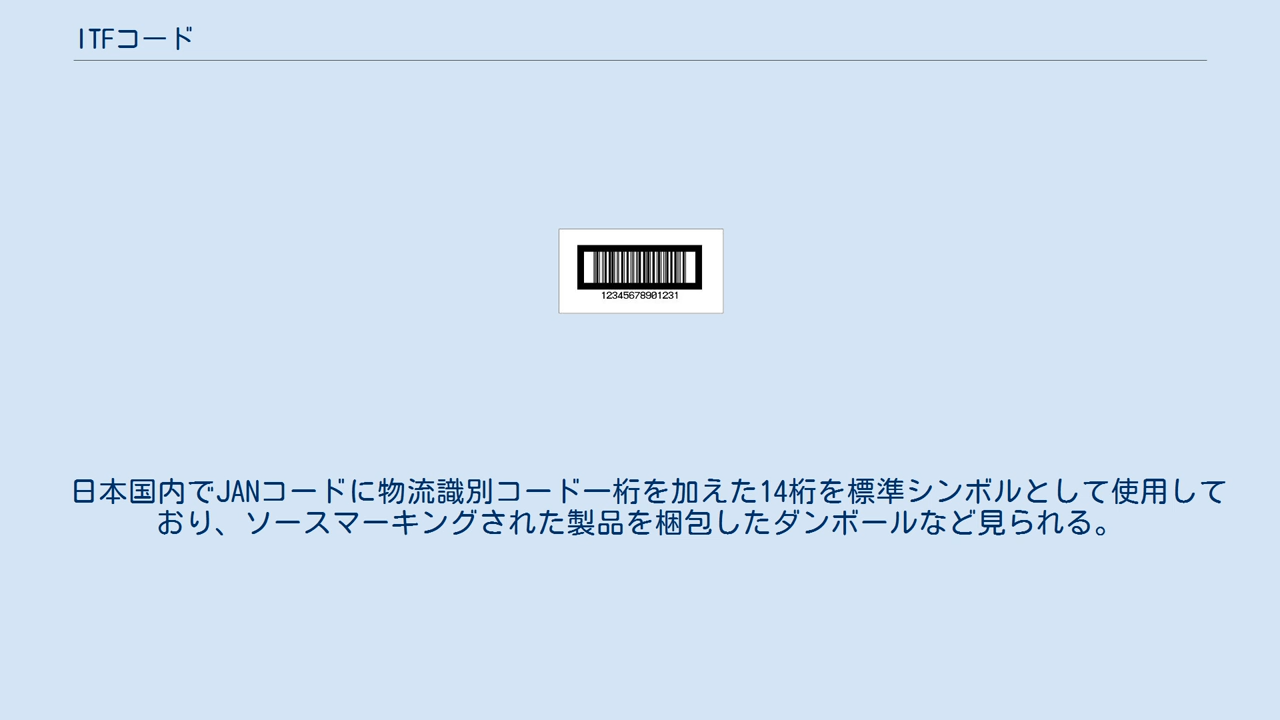 ITFコード
12345678901231
日本国内でJANコードに物流識別コード一桁を加えた14桁を標準シンボルとして使用して
おり、ソースマーキングされた製品を梱包したダンボールなど見られる。